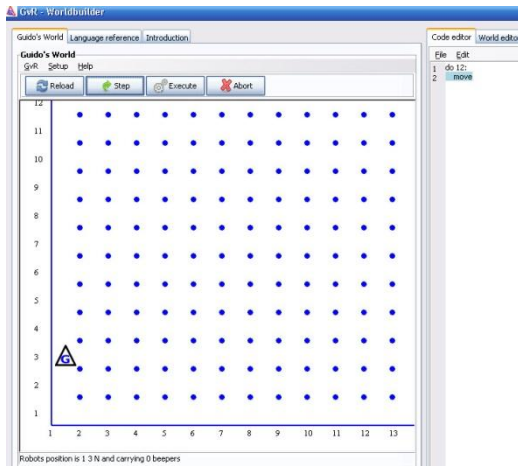 GvR - Worldbuilder
Guido's World Language reference Introduction
Code editor World edito
Guido's World
GvR Setup Help
File Edit
Reload Step Execute Abort
1 do 12:
2 move
12
11
10
9
8
7
6
5
4
3
G
2
1
1 2 3 4 5 6 7 8 9 10 11 12 13
Robots position is 1 3 N and carrying 0 beepers